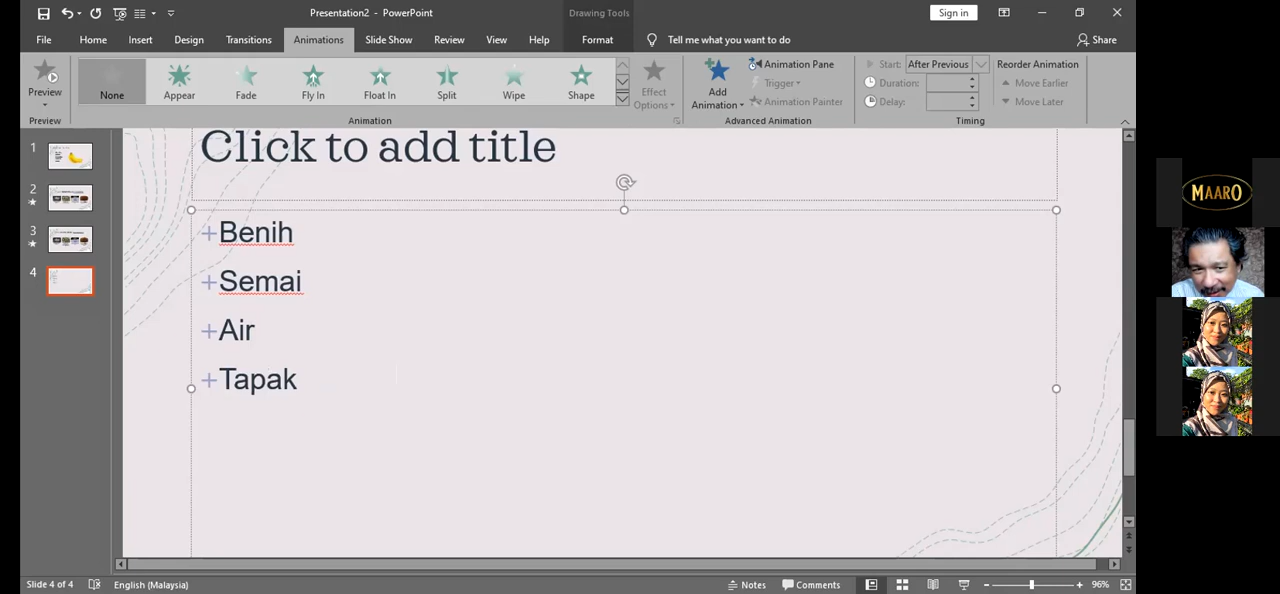 Presentation2 - PowerPoint
Drawing Tools
Sign in
File
Home
Insert
Design
Transitions
Animations
Slide Show
Review
View
Help
Format
Tell me what you want to do
Share
Preview
None
Appear
Fade
Fly In
Float In
Split
Wipe
Shape
Effect
Options
Add
Animation
Animation Pane
Trigger
Animation Painter
Start:
After Previous
Duration:
Delay:
Reorder Animation
Move Earlier
Move Later
Preview
Animation
Advanced Animation
Timing
1
2
3
4
Click to add title
+Benih
+Semai
+Air
+Tapak
MAARO
Slide 4 of 4
English (Malaysia)
Notes
Comments
96%